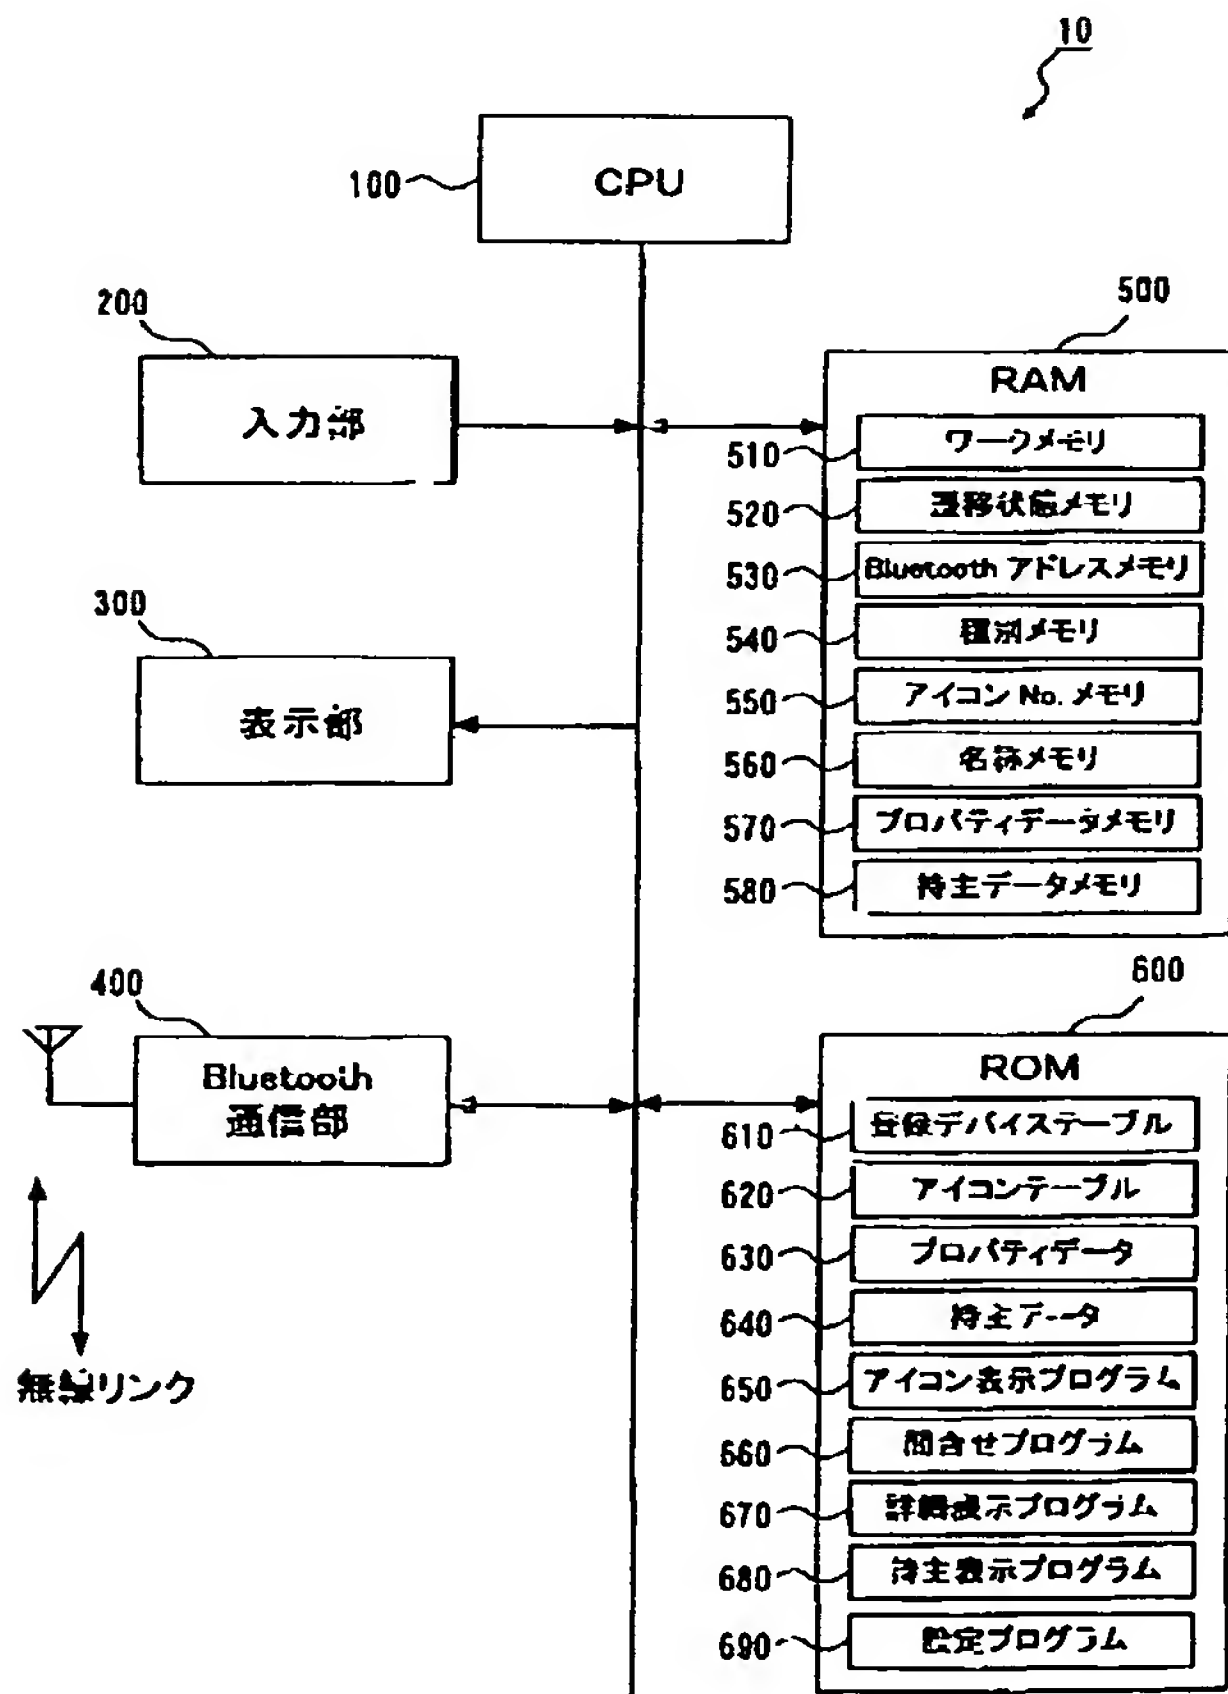 10
CPU
100
200
入力部
500
RAM
510
ワークメモリ
520
遷移状態メモリ
530
Bluetooth アドレスメモリ
300
表示部
540
種別メモリ
550
アイコン No. メモリ
560
名称メモリ
570
プロパティデータメモリ
580
持主データメモリ
400
Bluetooth
通信部
無線リンク
600
ROM
610
登録デバイステーブル
620
アイコンテーブル
630
プロパティデータ
640
持主データ
650
アイコン表示プログラム
660
問合せプログラム
670
詳細表示プログラム
680
持主表示プログラム
690
設定プログラム